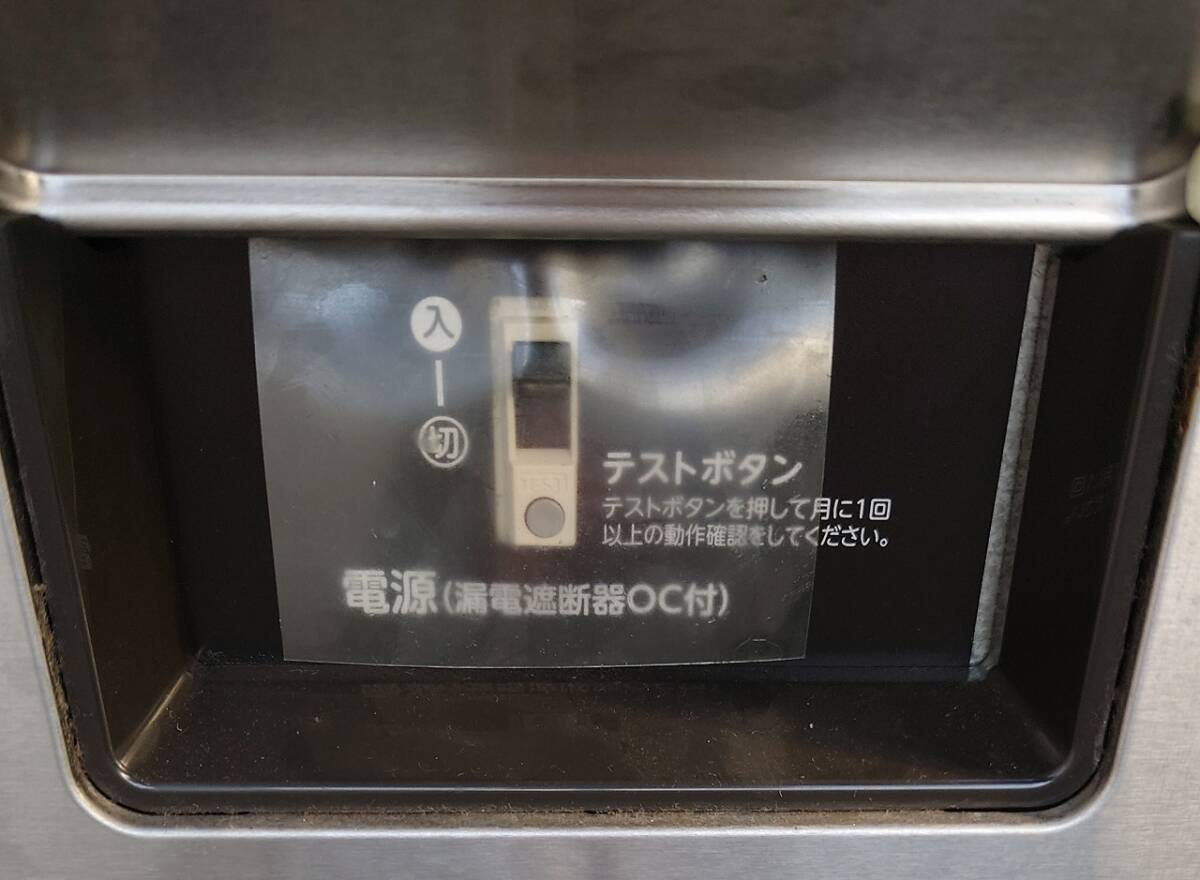 入
切
TEST
テストボタン
テストボタンを押して月に1回
以上の動作確認をしてください。
電源(漏電遮断器OC付)